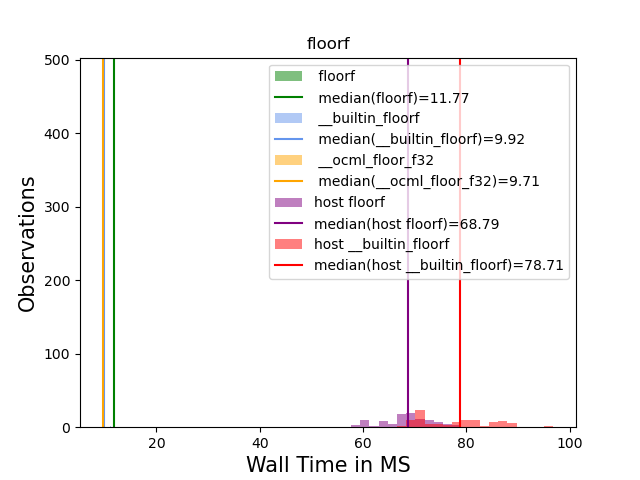 floorf
500
400
300
200
100
0
Observations
floorf
median(floorf)=11.77
__builtin_floorf
median(__builtin_floorf)=9.92
__ocml_floor_f32
median(__ocml_floor_f32)=9.71
host floorf
median(host floorf)=68.79
host __builtin_floorf
median(host __builtin_floorf)=78.71
20 40 60 80 100
Wall Time in MS